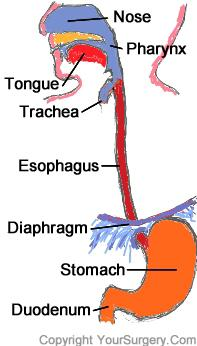 Nose
Pharynx
Tongue
Trachea
Esophagus
Diaphragm
Stomach
Duodenum
Copyright YourSurgery.Com